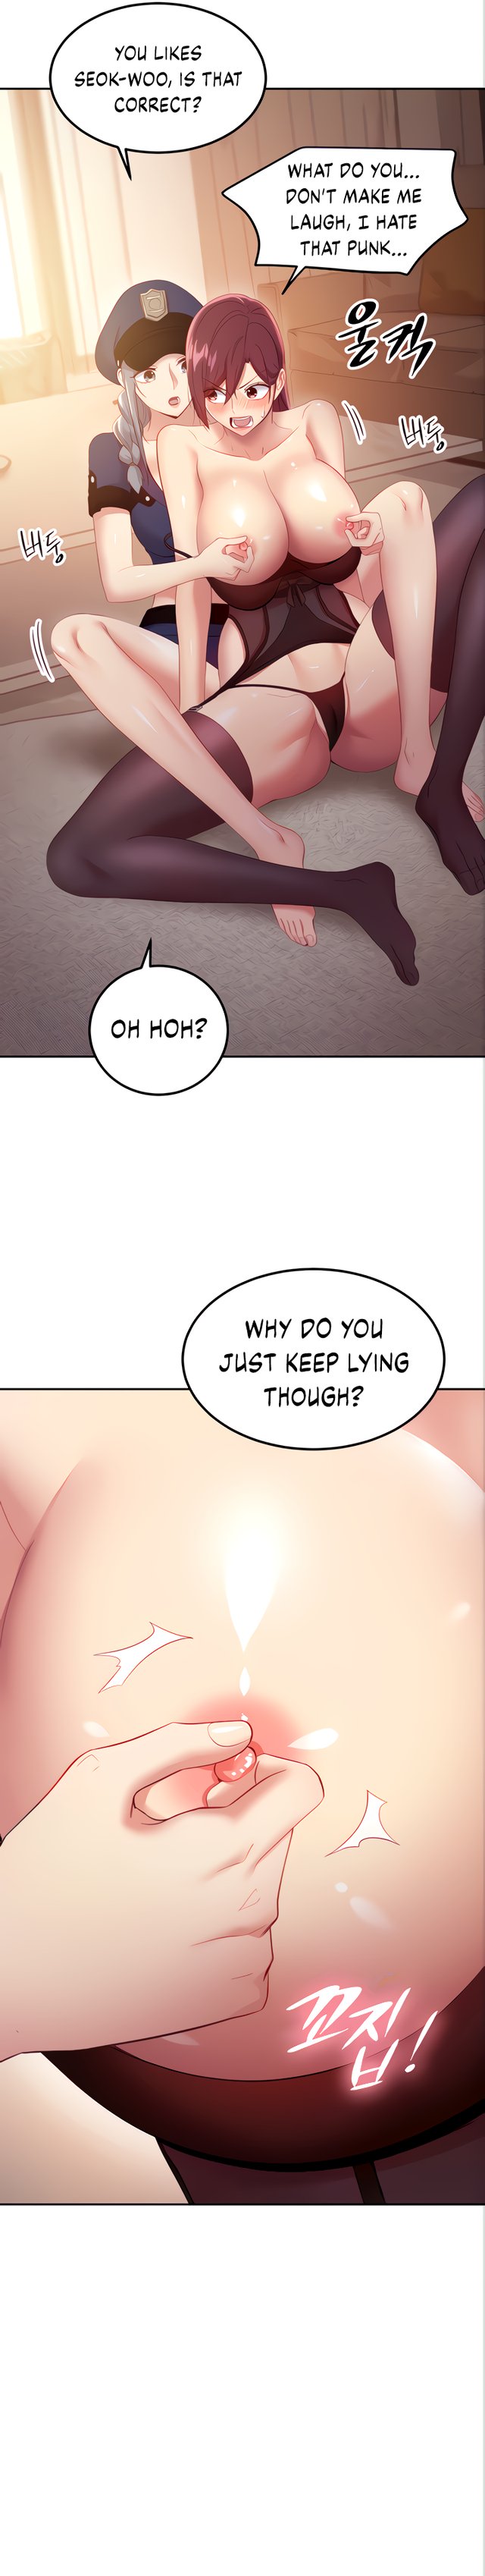 YOU LIKES
SEOK-WOO, IS THAT
CORRECT?
WHAT DO YOU...
DON'T MAKE ME
LAUGH, I HATE
THAT PUNK...
울컥
버둥
버둥
OH HOH?
WHY DO YOU
JUST KEEP LYING
THOUGH?
꼬집!